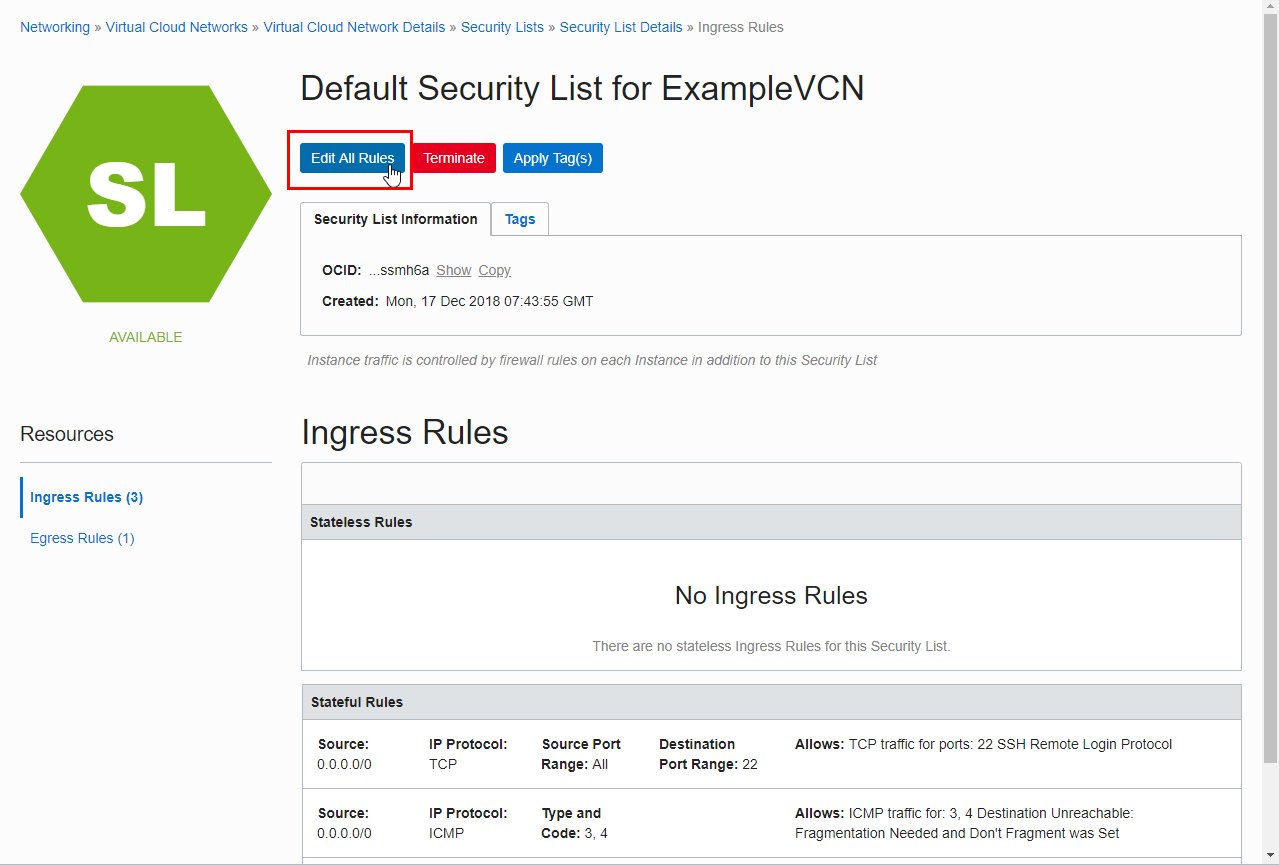 Networking » Virtual Cloud Networks » Virtual Cloud Network Details » Security Lists » Security List Details » Ingress Rules
SL
AVAILABLE
Default Security List for ExampleVCN
Edit All Rules Terminate Apply Tag(s)
Security List Information Tags
OCID: ...ssmh6a Show Copy
Created: Mon, 17 Dec 2018 07:43:55 GMT
Instance traffic is controlled by firewall rules on each Instance in addition to this Security List
Resources
Ingress Rules (3)
Egress Rules (1)
Ingress Rules
Stateless Rules
No Ingress Rules
There are no stateless Ingress Rules for this Security List.
Stateful Rules
Source: IP Protocol: Source Port Destination Allows: TCP traffic for ports: 22 SSH Remote Login Protocol
0.0.0.0/0 TCP Range: All Port Range: 22
Source: IP Protocol: Type and Allows: ICMP traffic for: 3, 4 Destination Unreachable:
0.0.0.0/0 ICMP Code: 3, 4 Fragmentation Needed and Don't Fragment was Set